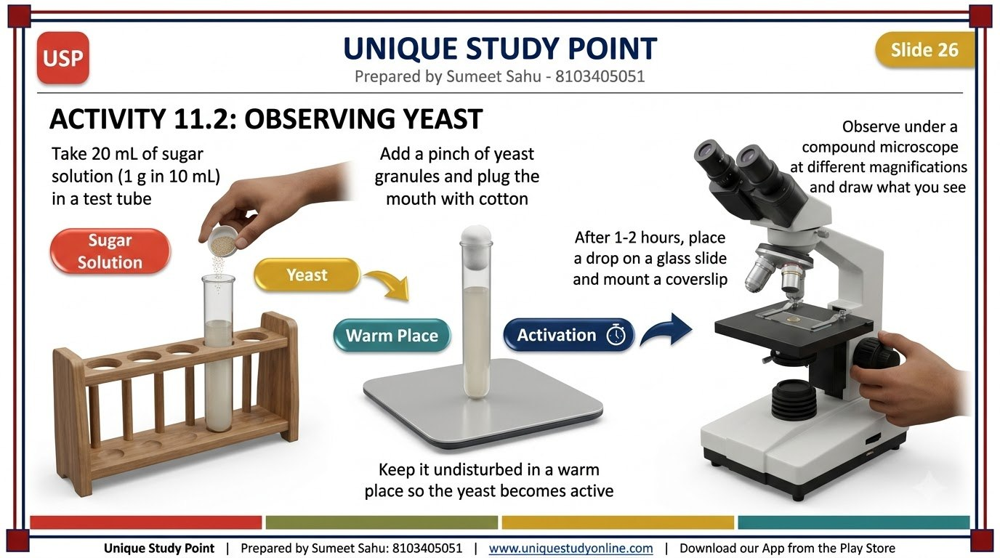 USP
UNIQUE STUDY POINT
Prepared by Sumeet Sahu - 8103405051
Slide 26
ACTIVITY 11.2: OBSERVING YEAST
Take 20 mL of sugar
solution (1 g in 10 mL)
in a test tube
Sugar
Solution
Add a pinch of yeast
granules and plug the
mouth with cotton
Yeast
Warm Place
Keep it undisturbed in a warm
place so the yeast becomes active
Activation
After 1-2 hours, place
a drop on a glass slide
and mount a coverslip
Observe under a
compound microscope
at different magnifications
and draw what you see
Unique Study Point | Prepared by Sumeet Sahu: 8103405051 | www.uniquestudyonline.com | Download our App from the Play Store